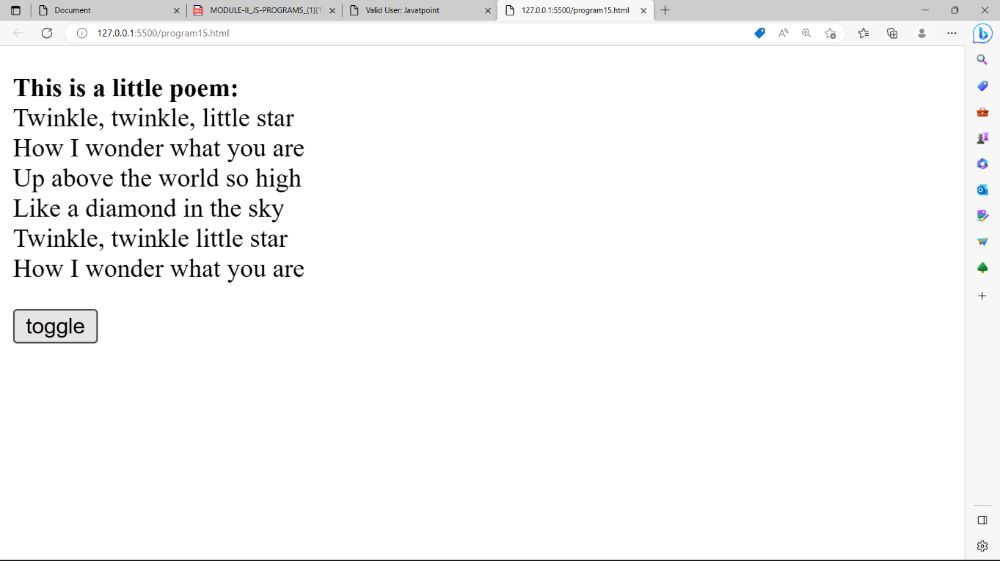 Document
MODULE-II_JS-PROGRAMS_(1)[1]
Valid User: Javatpoint
127.0.0.1:5500/program15.html
127.0.0.1:5500/program15.html
This is a little poem:
Twinkle, twinkle, little star
How I wonder what you are
Up above the world so high
Like a diamond in the sky
Twinkle, twinkle little star
How I wonder what you are
toggle